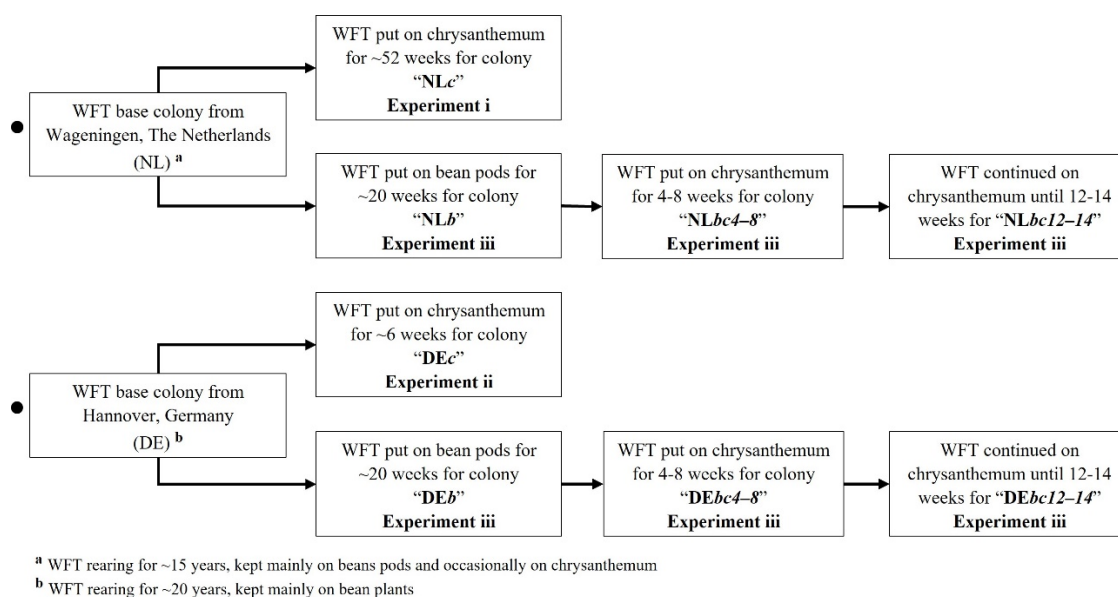 WFT put on chrysanthemum
for ~52 weeks for colony
“NLc”
Experiment i
WFT base colony from
Wageningen, The Netherlands
(NL) a
WFT put on bean pods for
~20 weeks for colony
“NLb”
Experiment iii
WFT put on chrysanthemum
for 4-8 weeks for colony
“NLbc4–8”
Experiment iii
WFT continued on
chrysanthemum until 12-14
weeks for “NLbc12–14”
Experiment iii
WFT put on chrysanthemum
for ~6 weeks for colony
“DEc”
Experiment ii
WFT base colony from
Hannover, Germany
(DE) b
WFT put on bean pods for
~20 weeks for colony
“DEb”
Experiment iii
WFT put on chrysanthemum
for 4-8 weeks for colony
“DEbc4–8”
Experiment iii
WFT continued on
chrysanthemum until 12-14
weeks for “DEbc12–14”
Experiment iii
a WFT rearing for ~15 years, kept mainly on beans pods and occasionally on chrysanthemum
b WFT rearing for ~20 years, kept mainly on bean plants